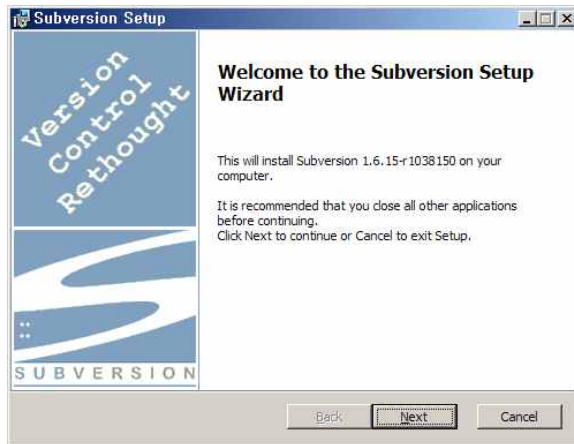 Subversion Setup
Version
Control
Rethought
Welcome to the Subversion Setup
Wizard
This will install Subversion 1.6.15-r1038150 on your
computer.
It is recommended that you close all other applications
before continuing.
Click Next to continue or Cancel to exit Setup.
SUBVERSION
Back Next Cancel